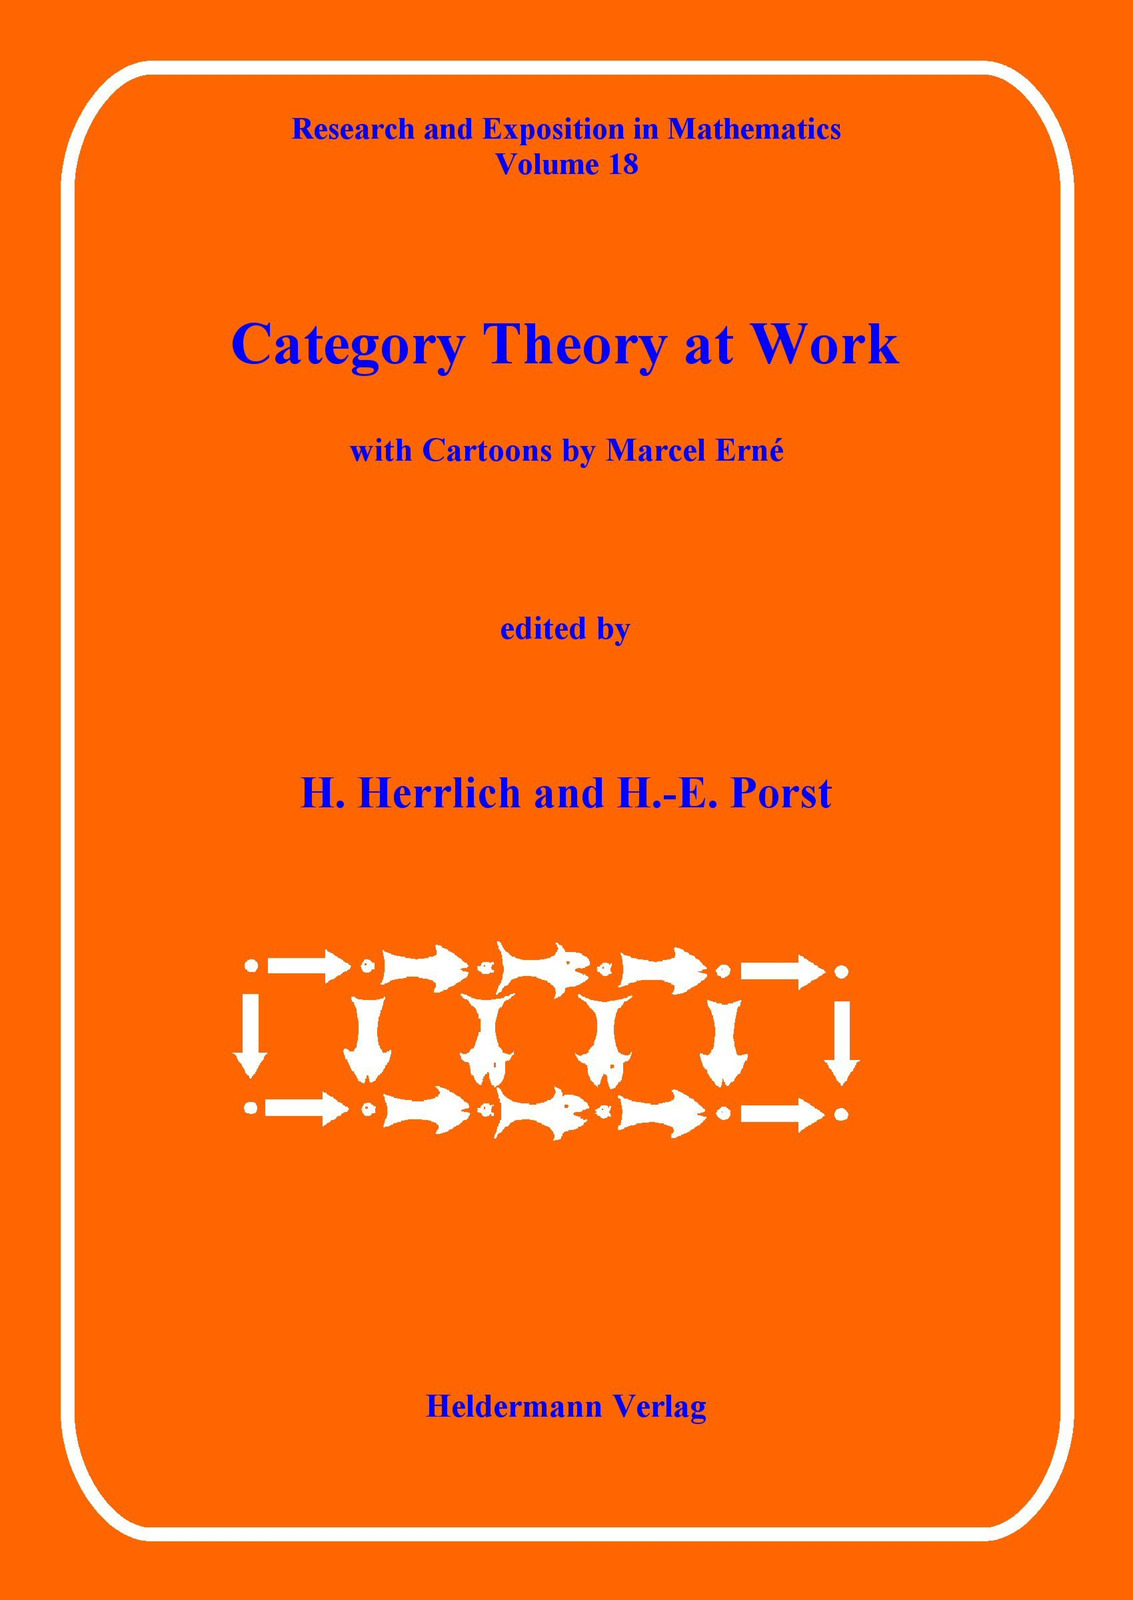 Research and Exposition in Mathematics
Volume 18
Category Theory at Work
with Cartoons by Marcel Erné
edited by
H. Herrlich and H.-E. Porst
Heldermann Verlag